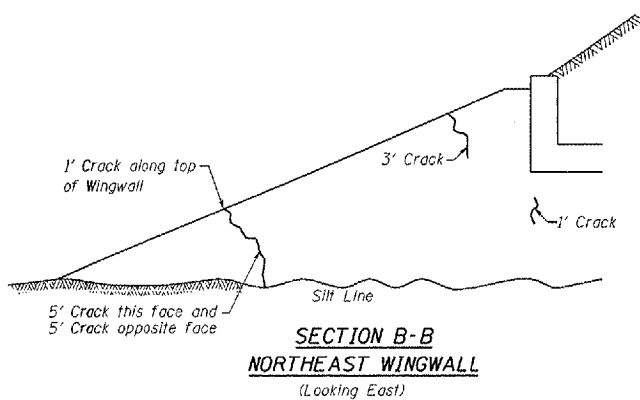 1' Crack along top
of Wingwall
3' Crack
1' Crack
Silt Line
5' Crack this face and
5' Crack opposite face
SECTION B-B
NORTHEAST WINGWALL
(Looking East)